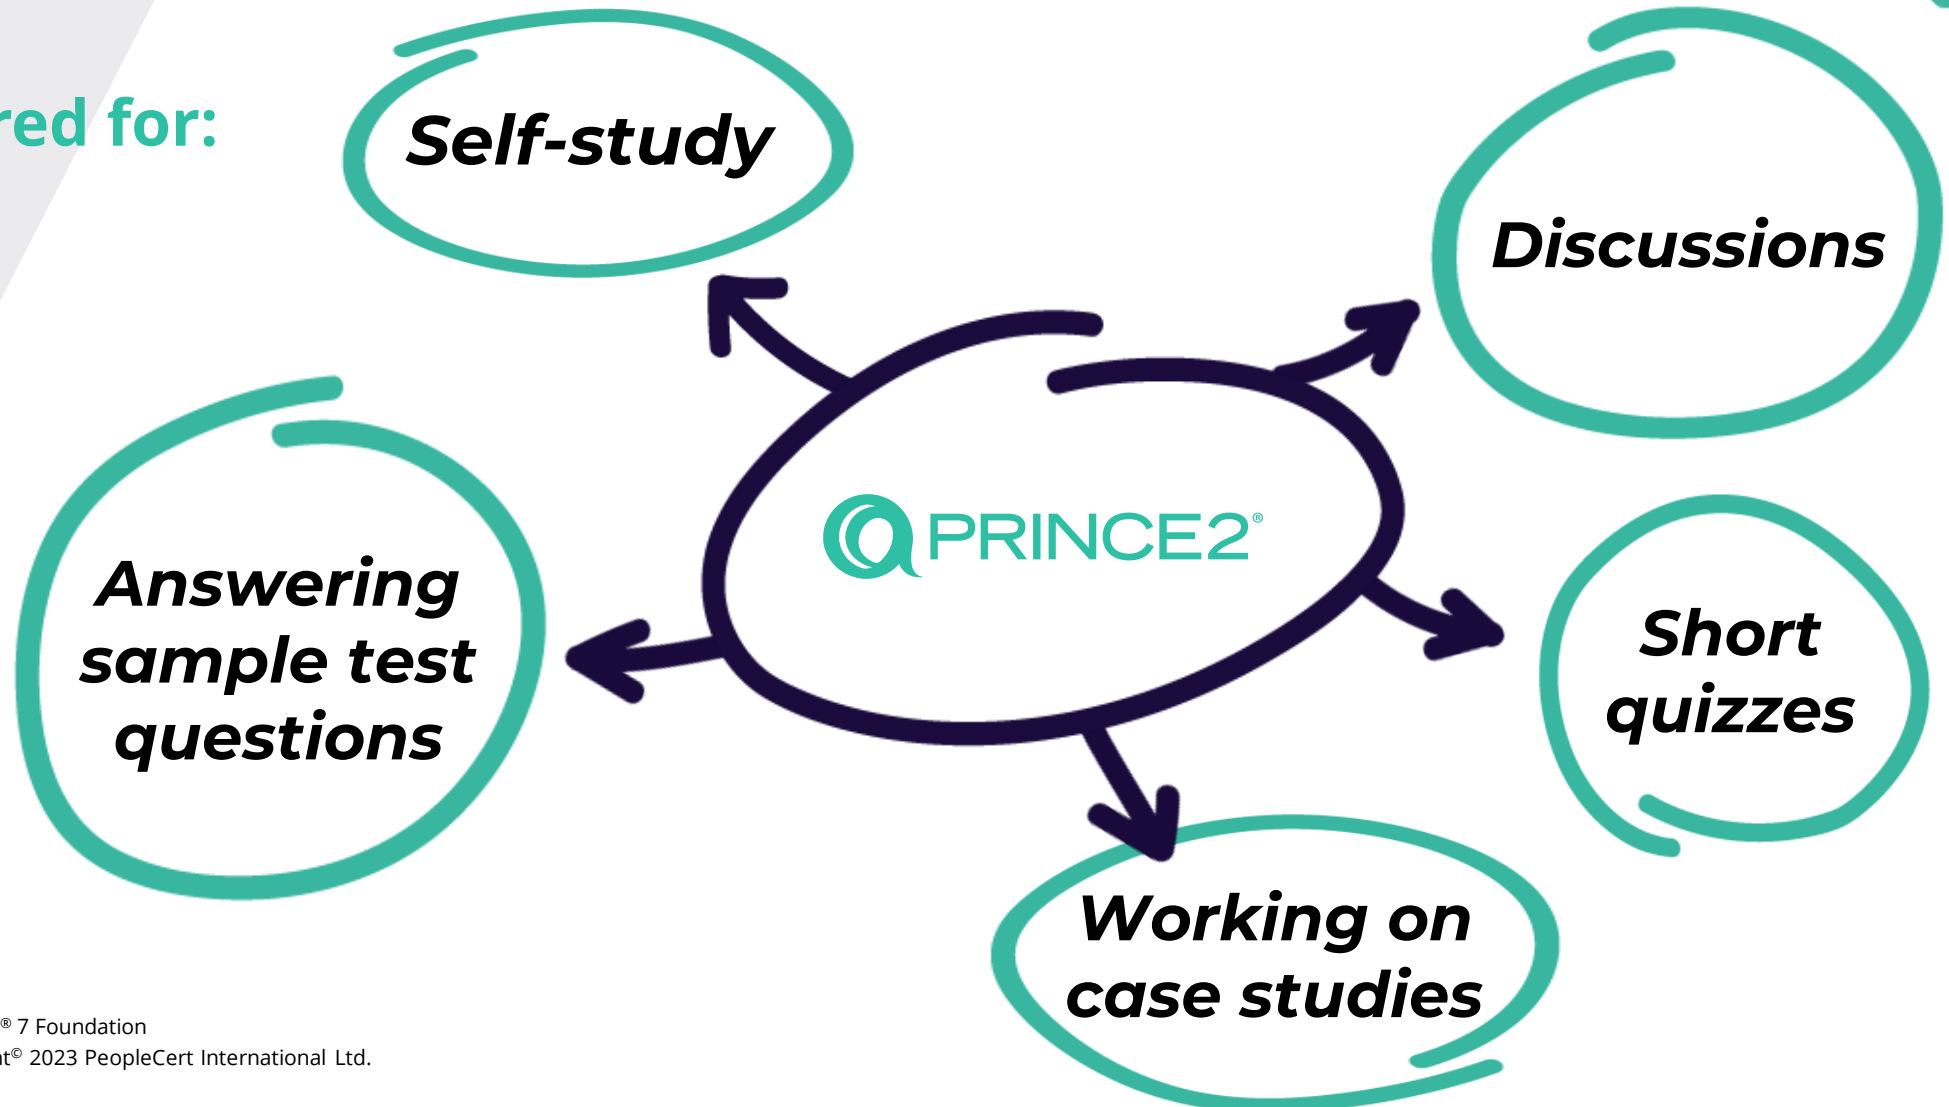 red for:
Self-study
Discussions
PRINCE2®
Answering
sample test
questions
Short
quizzes
Working on
case studies
® 7 Foundation
© 2023 PeopleCert International Ltd.